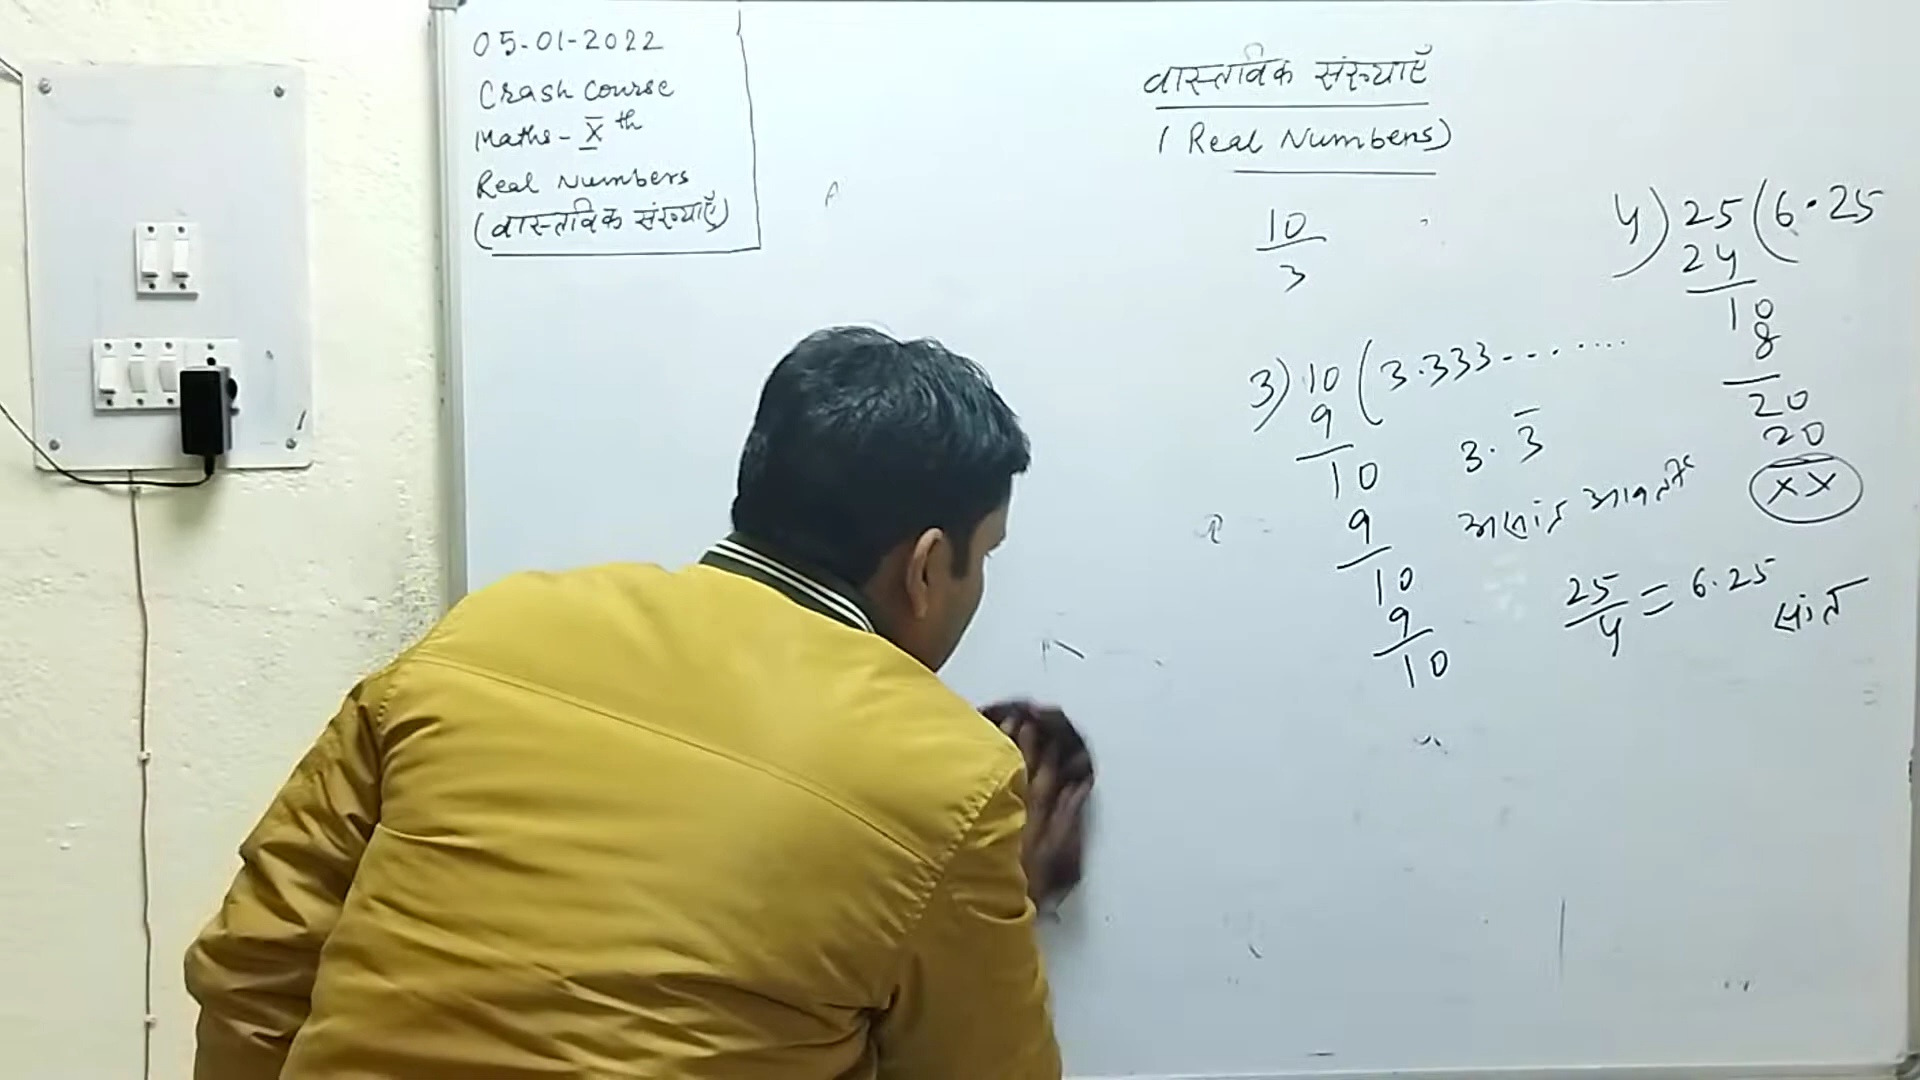 05-01-2022
Crash Course
Maths - X th
Real Numbers
(वास्तविक संख्याएँ)
वास्तविक संख्याएँ
(Real Numbers)
10
3
3) 10 ( 3.333--- ......
9
10
9
10
9
10
3.3̅
अशांत आवर्त
4) 25 ( 6.25
24
10
8
20
20
XX
25/4 = 6.25
सांत